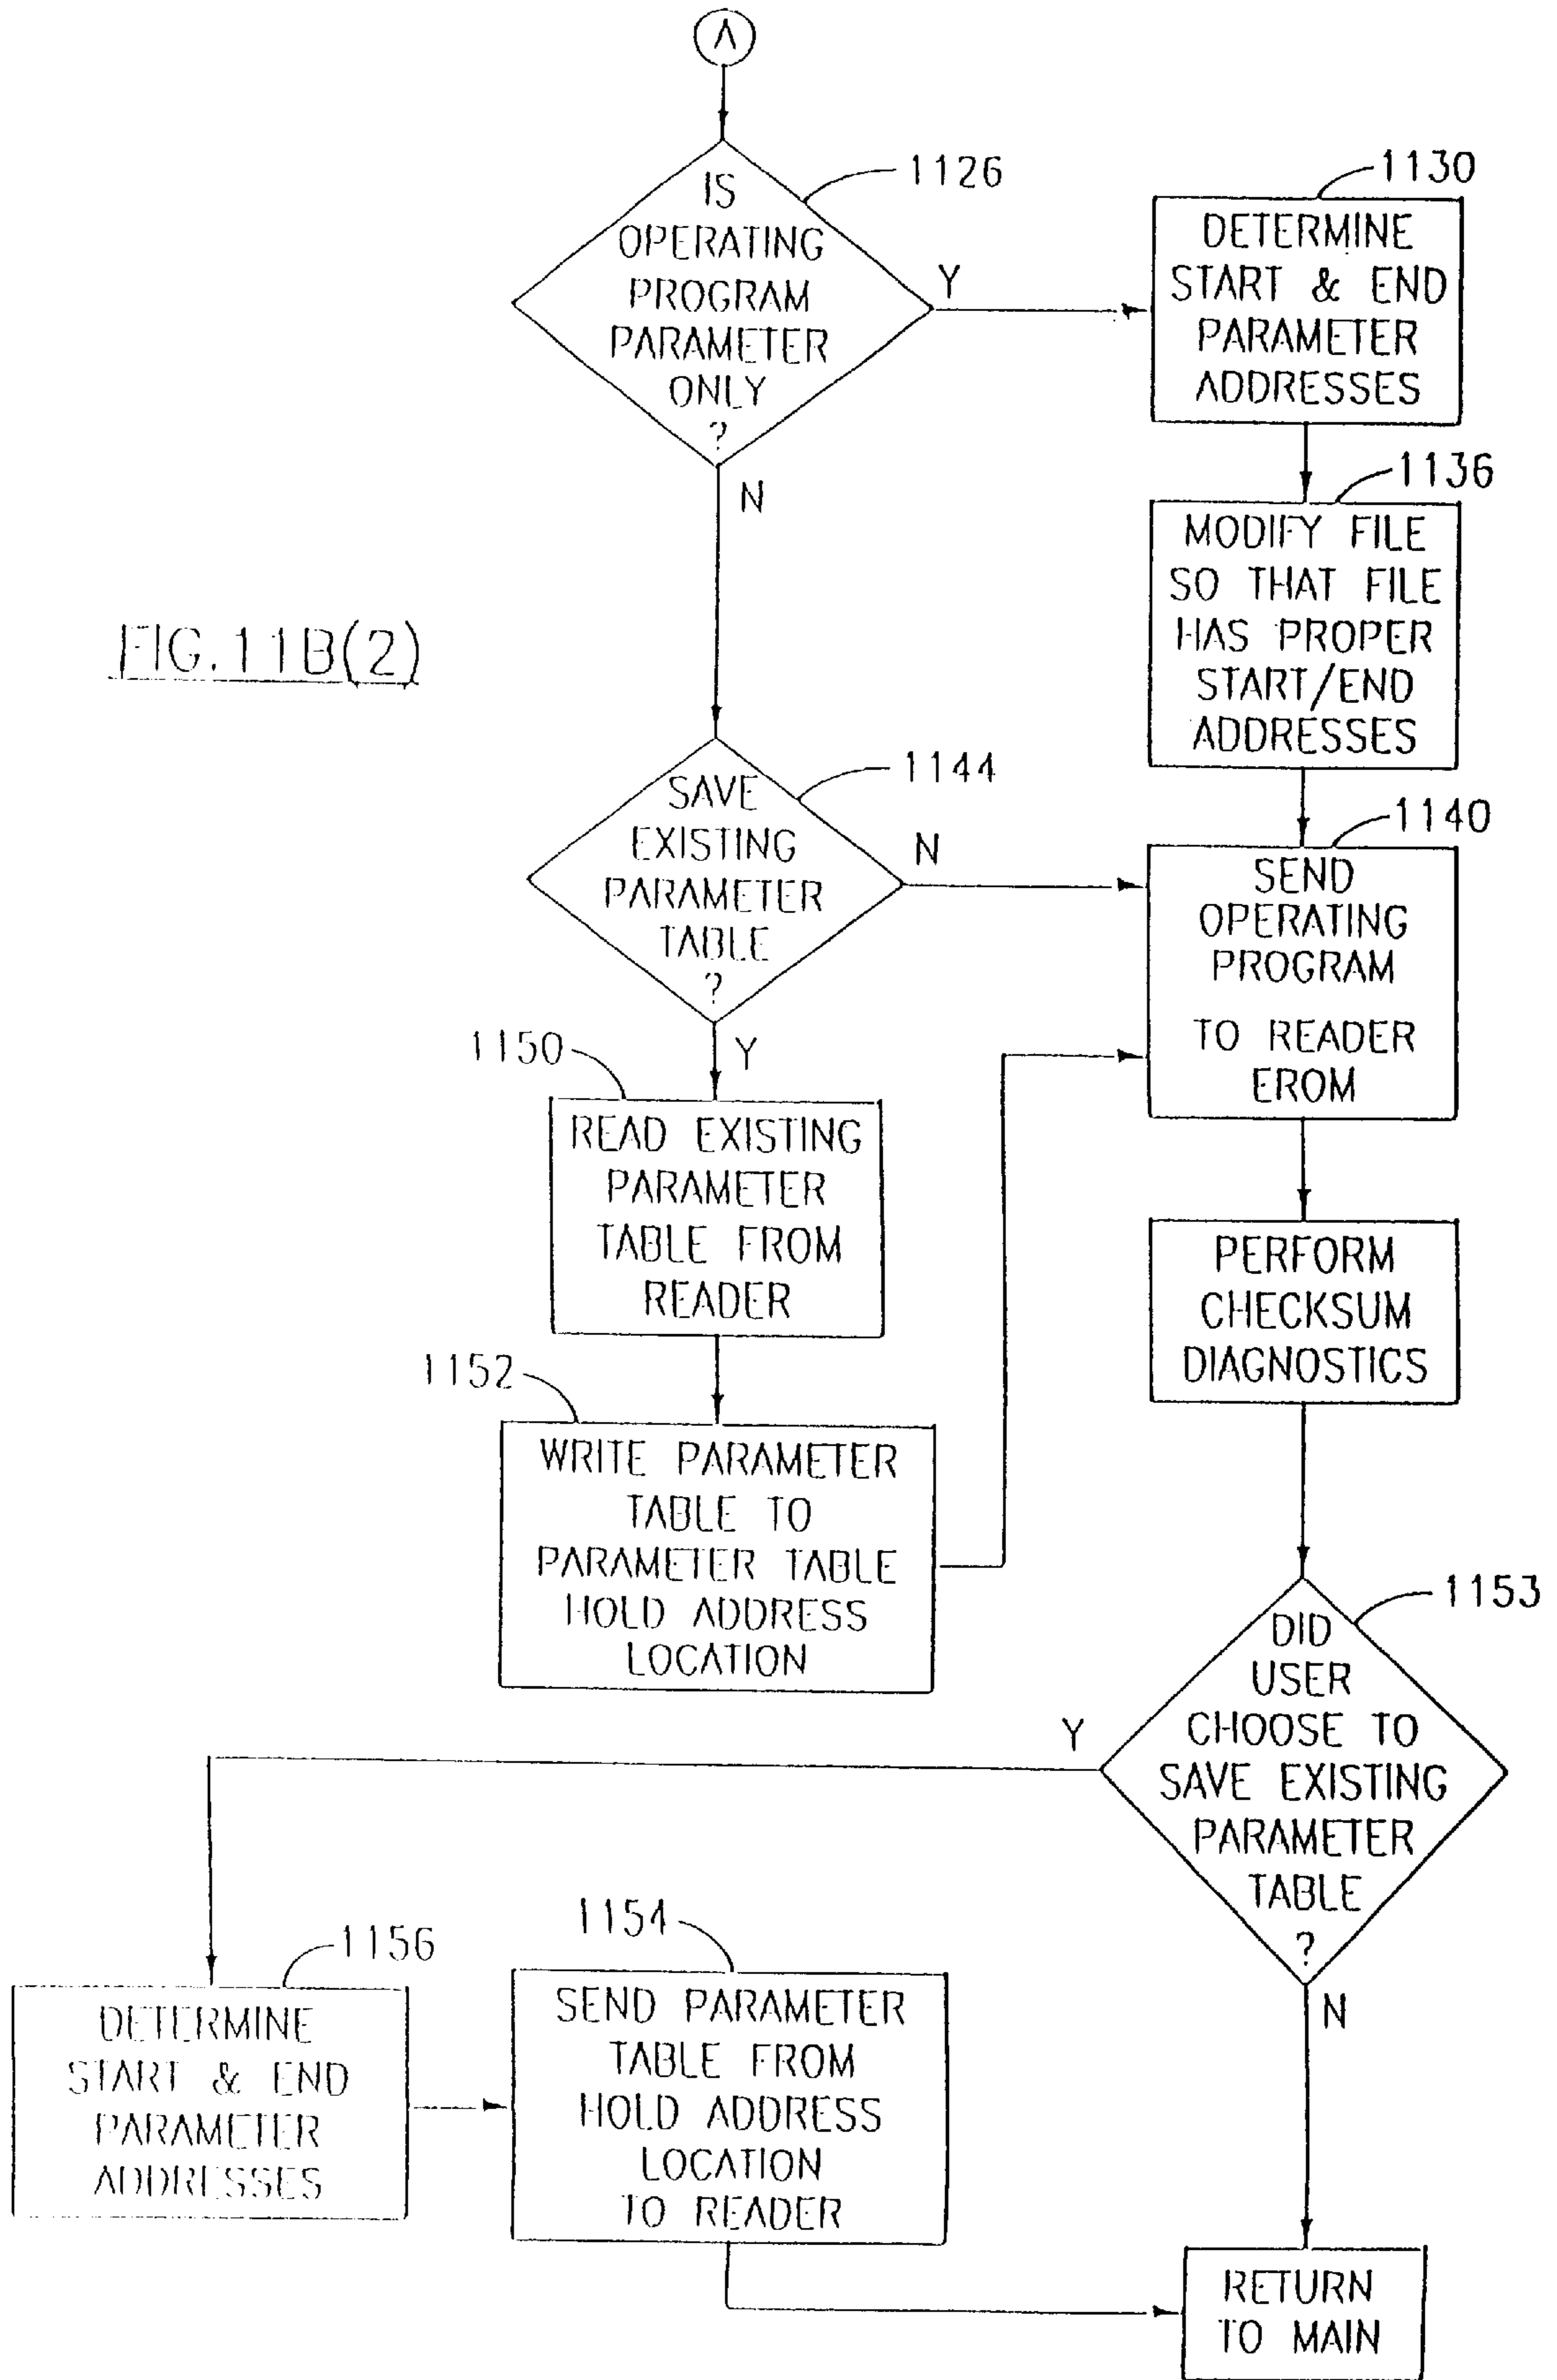 A
1126
IS
OPERATING
PROGRAM
PARAMETER
ONLY
?
Y
N
1130
DETERMINE
START & END
PARAMETER
ADDRESSES
1136
MODIFY FILE
SO THAT FILE
HAS PROPER
START/END
ADDRESSES
FIG.11B(2)
1144
SAVE
EXISTING
PARAMETER
TABLE
?
N
Y
1140
SEND
OPERATING
PROGRAM
TO READER
EROM
1150
READ EXISTING
PARAMETER
TABLE FROM
READER
PERFORM
CHECKSUM
DIAGNOSTICS
1152
WRITE PARAMETER
TABLE TO
PARAMETER TABLE
HOLD ADDRESS
LOCATION
1153
DID
USER
CHOOSE TO
SAVE EXISTING
PARAMETER
TABLE
?
Y
N
1156
DETERMINE
START & END
PARAMETER
ADDRESSES
1154
SEND PARAMETER
TABLE FROM
HOLD ADDRESS
LOCATION
TO READER
RETURN
TO MAIN